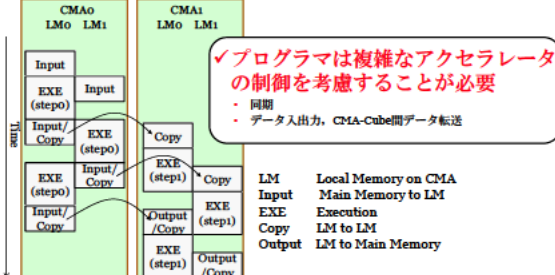 CMA0
LM0 LM1
CMA1
LM0 LM1
Time
Input
EXE
(step0)
Input/
Copy
EXE
(step0)
Input/
Copy
Input
EXE
(step0)
Input/
Copy
Copy
EXE
(step1)
Output
/Copy
EXE
(step1)
Copy
EXE
(step1)
Output
/Copy
✓プログラマは複雑なアクセラレータ
の制御を考慮することが必要
・ 同期
・ データ入出力，CMA-Cube間データ転送
LM Local Memory on CMA
Input Main Memory to LM
EXE Execution
Copy LM to LM
Output LM to Main Memory